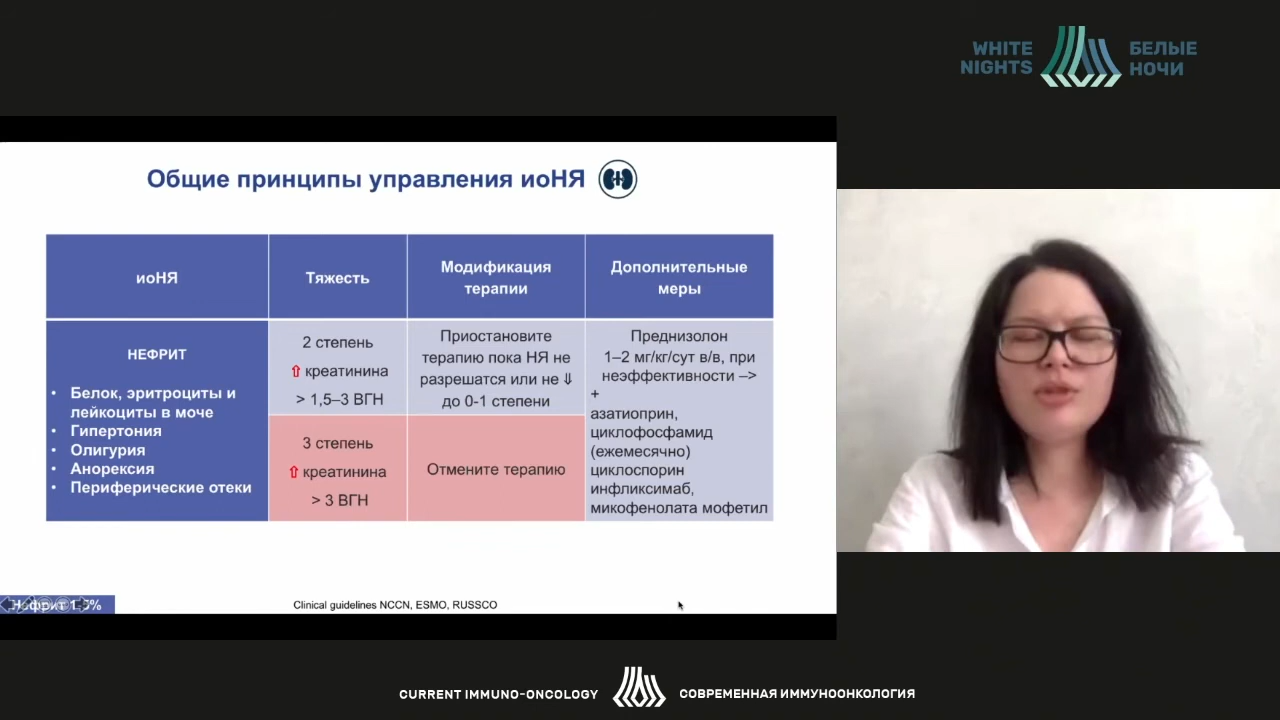 WHITE
NIGHTS
БЕЛЫЕ
НОЧИ
Общие принципы управления иоНЯ
иоНЯ
Тяжесть
Модификация
терапии
Дополнительные
меры
НЕФРИТ
• Белок, эритроциты и
лейкоциты в моче
• Гипертония
• Олигурия
• Анорексия
• Периферические отеки
2 степень
⇧ креатинина
> 1,5–3 ВГН
Приостановите
терапию пока НЯ не
разрешатся или не ⇓
до 0-1 степени
3 степень
⇧ креатинина
> 3 ВГН
Отмените терапию
Преднизолон
1–2 мг/кг/сут в/в, при
неэффективности –>
+
азатиоприн,
циклофосфамид
(ежемесячно)
циклоспорин
инфликсимаб,
микофенолата мофетил
Нефрит
Clinical guidelines NCCN, ESMO, RUSSCO
CURRENT IMMUNO-ONCOLOGY
СОВРЕМЕННАЯ ИММУНООНКОЛОГИЯ